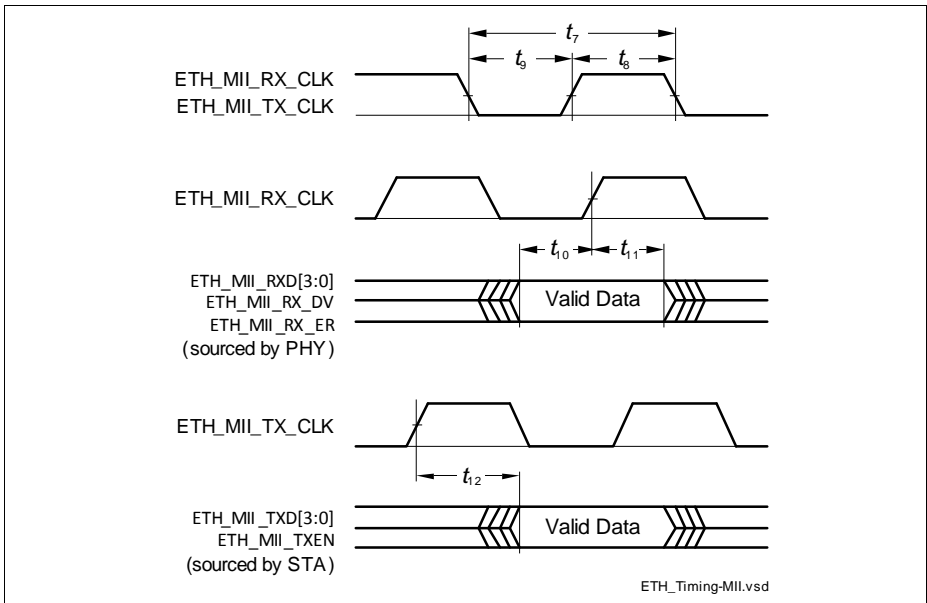 t7
t9 t8
ETH_MII_RX_CLK
ETH_MII_TX_CLK
ETH_MII_RX_CLK
t10 t11
ETH_MII_RXD[3:0]
ETH_MII_RX_DV
ETH_MII_RX_ER
(sourced by PHY)
Valid Data
ETH_MII_TX_CLK
t12
ETH_MII_TXD[3:0]
ETH_MII_TXEN
(sourced by STA)
Valid Data
ETH_Timing-MII.vsd